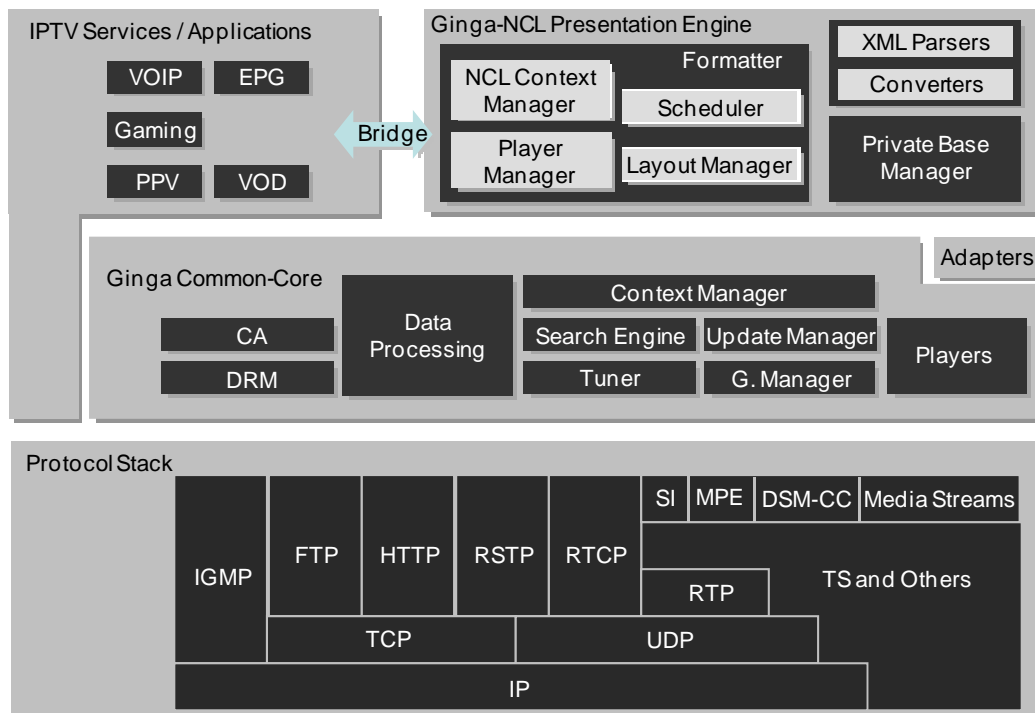 IPTV Services / Applications
VOIP
EPG
Gaming
PPV
VOD
Bridge
Ginga-NCL Presentation Engine
Formatter
NCL Context
Manager
Scheduler
Player
Manager
Layout Manager
XML Parsers
Converters
Private Base
Manager
Adapters
Ginga Common-Core
CA
DRM
Data
Processing
Context Manager
Search Engine
Update Manager
Tuner
G. Manager
Players
Protocol Stack
SI
MPE
DSM-CC
Media Streams
IGMP
FTP
HTTP
RSTP
RTCP
RTP
TS and Others
TCP
UDP
IP